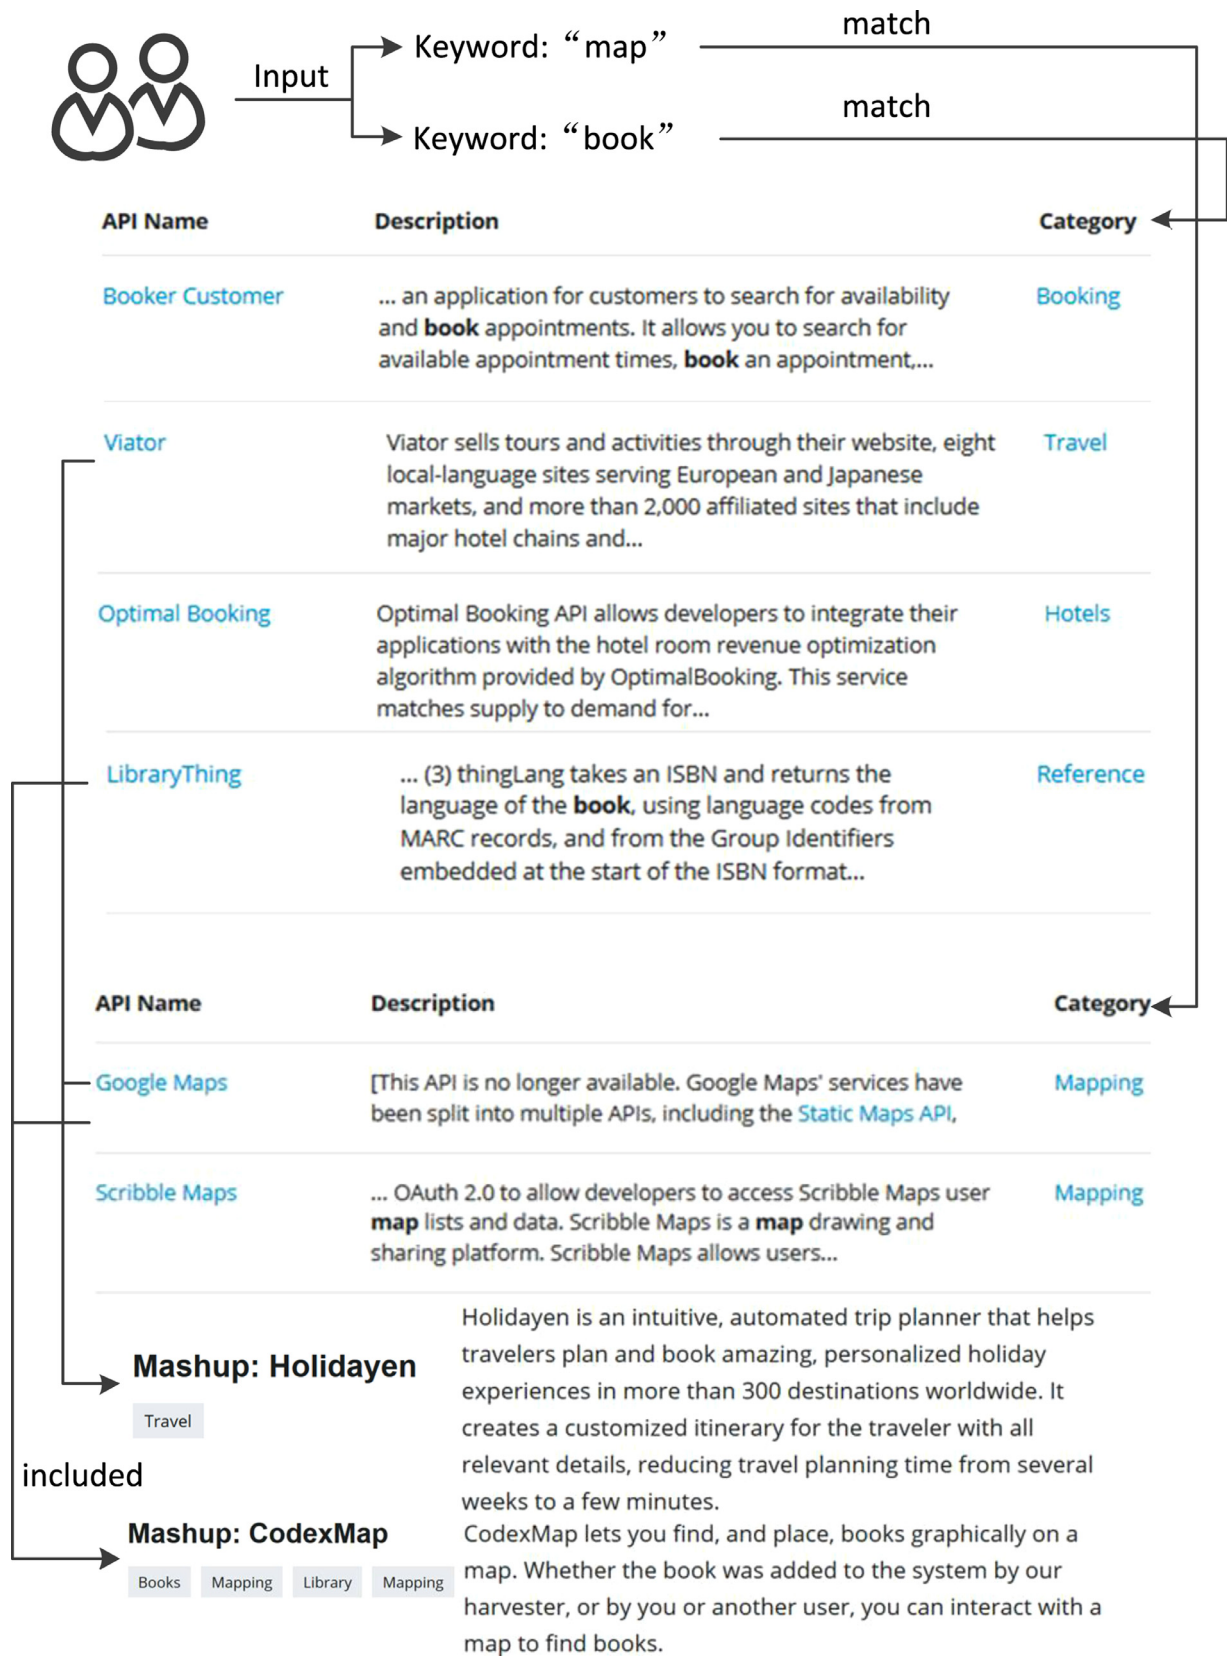 Input
Keyword: “map”
match
Keyword: “book”
match
API Name Description Category
Booker Customer ... an application for customers to search for availability Booking
and book appointments. It allows you to search for
available appointment times, book an appointment,...
Viator Viator sells tours and activities through their website, eight Travel
local-language sites serving European and Japanese
markets, and more than 2,000 affiliated sites that include
major hotel chains and...
Optimal Booking Optimal Booking API allows developers to integrate their Hotels
applications with the hotel room revenue optimization
algorithm provided by OptimalBooking. This service
matches supply to demand for...
LibraryThing ... (3) thingLang takes an ISBN and returns the Reference
language of the book, using language codes from
MARC records, and from the Group Identifiers
embedded at the start of the ISBN format...
API Name Description Category
Google Maps [This API is no longer available. Google Maps' services have Mapping
been split into multiple APIs, including the Static Maps API,
Scribble Maps ... OAuth 2.0 to allow developers to access Scribble Maps user Mapping
map lists and data. Scribble Maps is a map drawing and
sharing platform. Scribble Maps allows users...
Mashup: Holidayen
Travel
Holidayen is an intuitive, automated trip planner that helps
travelers plan and book amazing, personalized holiday
experiences in more than 300 destinations worldwide. It
creates a customized itinerary for the traveler with all
relevant details, reducing travel planning time from several
weeks to a few minutes.
included
Mashup: CodexMap
Books Mapping Library Mapping
CodexMap lets you find, and place, books graphically on a
map. Whether the book was added to the system by our
harvester, or by you or another user, you can interact with a
map to find books.